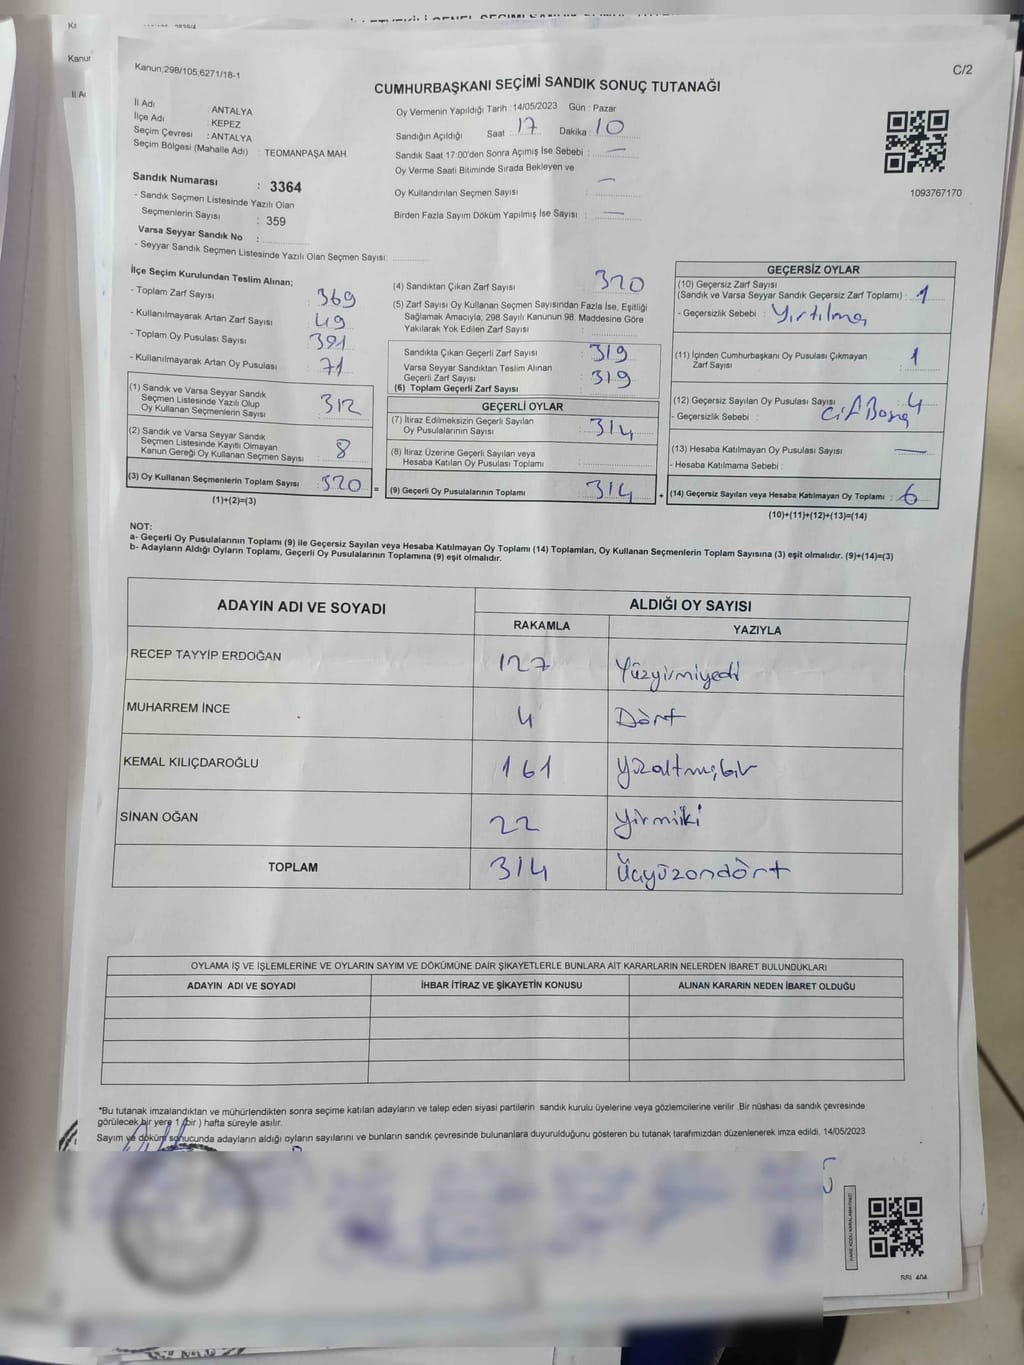 Kanun;298/105,6271/18-1
C/2
CUMHURBAŞKANI SEÇİMİ SANDIK SONUÇ TUTANAĞI
İl Adı : ANTALYA
İlçe Adı : KEPEZ
Seçim Çevresi : ANTALYA
Seçim Bölgesi (Mahalle Adı) : TEOMANPAŞA MAH.
Sandık Numarası : 3364
- Sandık Seçmen Listesinde Yazılı Olan
Seçmenlerin Sayısı : 359
Varsa Seyyar Sandık No :
- Seyyar Sandık Seçmen Listesinde Yazılı Olan Seçmen Sayısı:
Oy Vermenin Yapıldığı Tarih :14/05/2023 Gün : Pazar
Sandığın Açıldığı Saat : 17 Dakika : 10
Sandık Saat 17:00'den Sonra Açımış İse Sebebi : —
Oy Verme Saati Bitiminde Sırada Bekleyen ve
Oy Kullandırılan Seçmen Sayısı : —
Birden Fazla Sayım Döküm Yapılmış İse Sayısı : —
1093767170
İlçe Seçim Kurulundan Teslim Alınan;
- Toplam Zarf Sayısı : 369
- Kullanılmayarak Artan Zarf Sayısı : 49
- Toplam Oy Pusulası Sayısı : 391
- Kullanılmayarak Artan Oy Pusulası : 71
(1) Sandık ve Varsa Seyyar Sandık
Seçmen Listesinde Yazılı Olup
Oy Kullanan Seçmenlerin Sayısı : 312
(2) Sandık ve Varsa Seyyar Sandık
Seçmen Listesinde Kayıtlı Olmayan
Kanun Gereği Oy Kullanan Seçmen Sayısı : 8
(3) Oy Kullanan Seçmenlerin Toplam Sayısı : 320 =
(1)+(2)=(3)
(4) Sandıktan Çıkan Zarf Sayısı : 320
(5) Zarf Sayısı Oy Kullanan Seçmen Sayısından Fazla İse, Eşitliği
Sağlamak Amacıyla, 298 Sayılı Kanunun 98. Maddesine Göre
Yakılarak Yok Edilen Zarf Sayısı :
Sandıkta Çıkan Geçerli Zarf Sayısı : 319
Varsa Seyyar Sandıktan Teslim Alınan
Geçerli Zarf Sayısı
(6) Toplam Geçerli Zarf Sayısı : 319
GEÇERLİ OYLAR
(7) İtiraz Edilmeksizin Geçerli Sayılan
Oy Pusulalarının Sayısı : 314
(8) İtiraz Üzerine Geçerli Sayılan veya
Hesaba Katılan Oy Pusulası Toplamı :
(9) Geçerli Oy Pusulalarının Toplamı : 314 +
GEÇERSİZ OYLAR
(10) Geçersiz Zarf Sayısı
(Sandık ve Varsa Seyyar Sandık Geçersiz Zarf Toplamı) : 1
- Geçersizlik Sebebi : Yırtılma
(11) İçinden Cumhurbaşkanı Oy Pusulası Çıkmayan
Zarf Sayısı : 1
(12) Geçersiz Sayılan Oy Pusulası Sayısı : 4
- Geçersizlik Sebebi :
(13) Hesaba Katılmayan Oy Pusulası Sayısı : —
- Hesaba Katılmama Sebebi :
(14) Geçersiz Sayılan veya Hesaba Katılmayan Oy Toplamı : 6
(10)+(11)+(12)+(13)=(14)
NOT:
a- Geçerli Oy Pusulalarının Toplamı (9) ile Geçersiz Sayılan veya Hesaba Katılmayan Oy Toplamı (14) Toplamları, Oy Kullanan Seçmenlerin Toplam Sayısına (3) eşit olmalıdır. (9)+(14)=(3)
b- Adayların Aldığı Oyların Toplamı, Geçerli Oy Pusulalarının Toplamına (9) eşit olmalıdır.
ADAYIN ADI VE SOYADI
ALDIĞI OY SAYISI
RAKAMLA YAZIYLA
RECEP TAYYİP ERDOĞAN 127 Yüzyirmiyedi
MUHARREM İNCE 4 Dört
KEMAL KILIÇDAROĞLU 161 Yüzaltmışbir
SİNAN OĞAN 22 Yirmiiki
TOPLAM 314 Üçyüzondört
OYLAMA İŞ VE İŞLEMLERİNE VE OYLARIN SAYIM VE DÖKÜMÜNE DAİR ŞİKAYETLERLE BUNLARA AİT KARARLARIN NELERDEN İBARET BULUNDUKLARI
ADAYIN ADI VE SOYADI İHBAR İTİRAZ VE ŞİKAYETİN KONUSU ALINAN KARARIN NEDEN İBARET OLDUĞU
*Bu tutanak imzalandıktan ve mühürlendikten sonra seçime katılan adayların ve talep eden siyasi partilerin sandık kurulu üyelerine veya gözlemcilerine verilir .Bir nüshası da sandık çevresinde
görülecek bir yere 1 (bir ) hafta süreyle asılır.
Sayım ve döküm sonucunda adayların aldığı oyların sayılarını ve bunların sandık çevresinde bulunanlara duyurulduğunu gösteren bu tutanak tarafımızdan düzenlenerek imza edildi. 14/05/2023